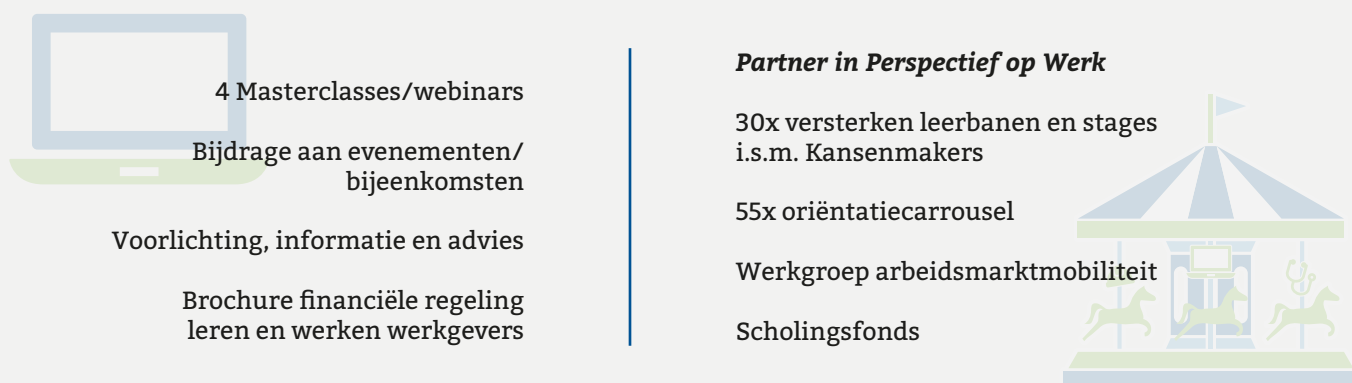 4 Masterclasses/webinars
Bijdrage aan evenementen/
bijeenkomsten
Voorlichting, informatie en advies
Brochure financiële regeling
leren en werken werkgevers
Partner in Perspectief op Werk
30x versterken leerbanen en stages
i.s.m. Kansenmakers
55x oriëntatiecarrousel
Werkgroep arbeidsmarktmobiliteit
Scholingsfonds